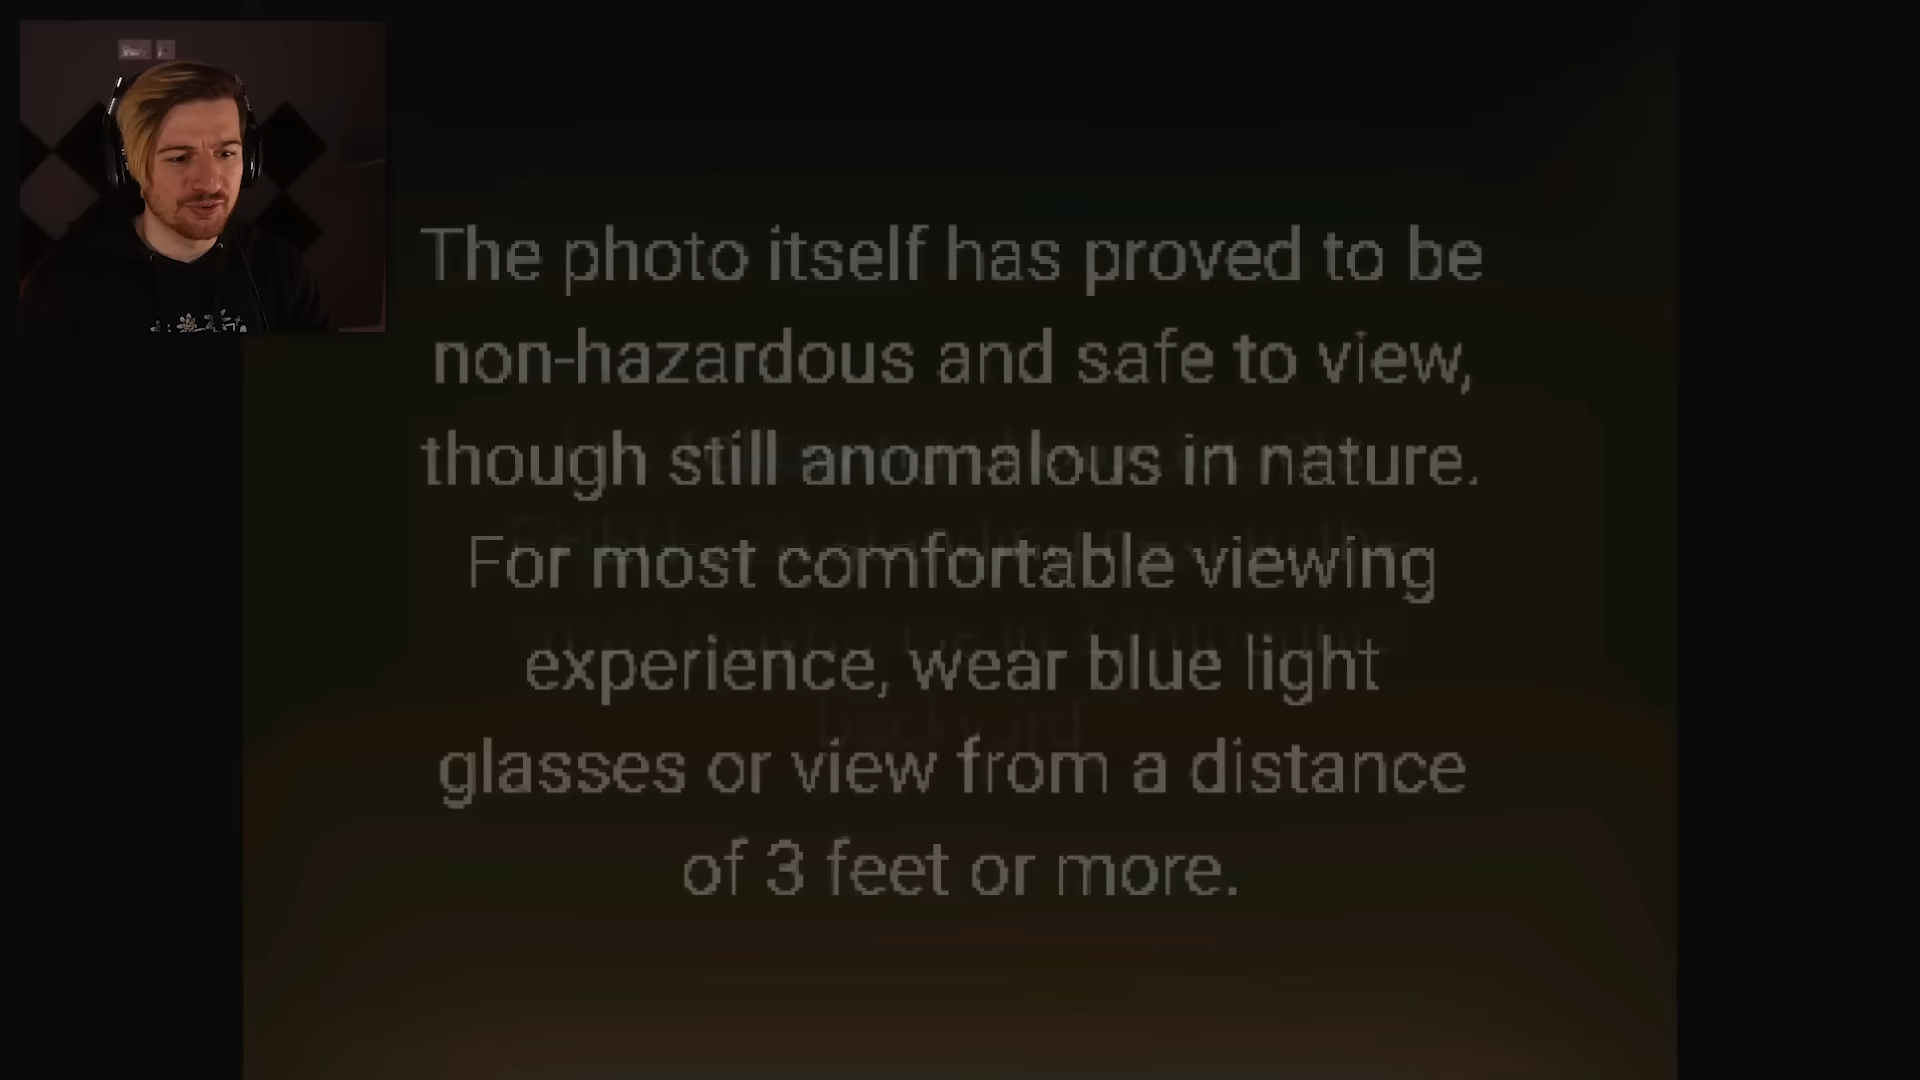 The photo itself has proved to be
non-hazardous and safe to view,
though still anomalous in nature.
For most comfortable viewing
experience, wear blue light
glasses or view from a distance
of 3 feet or more.